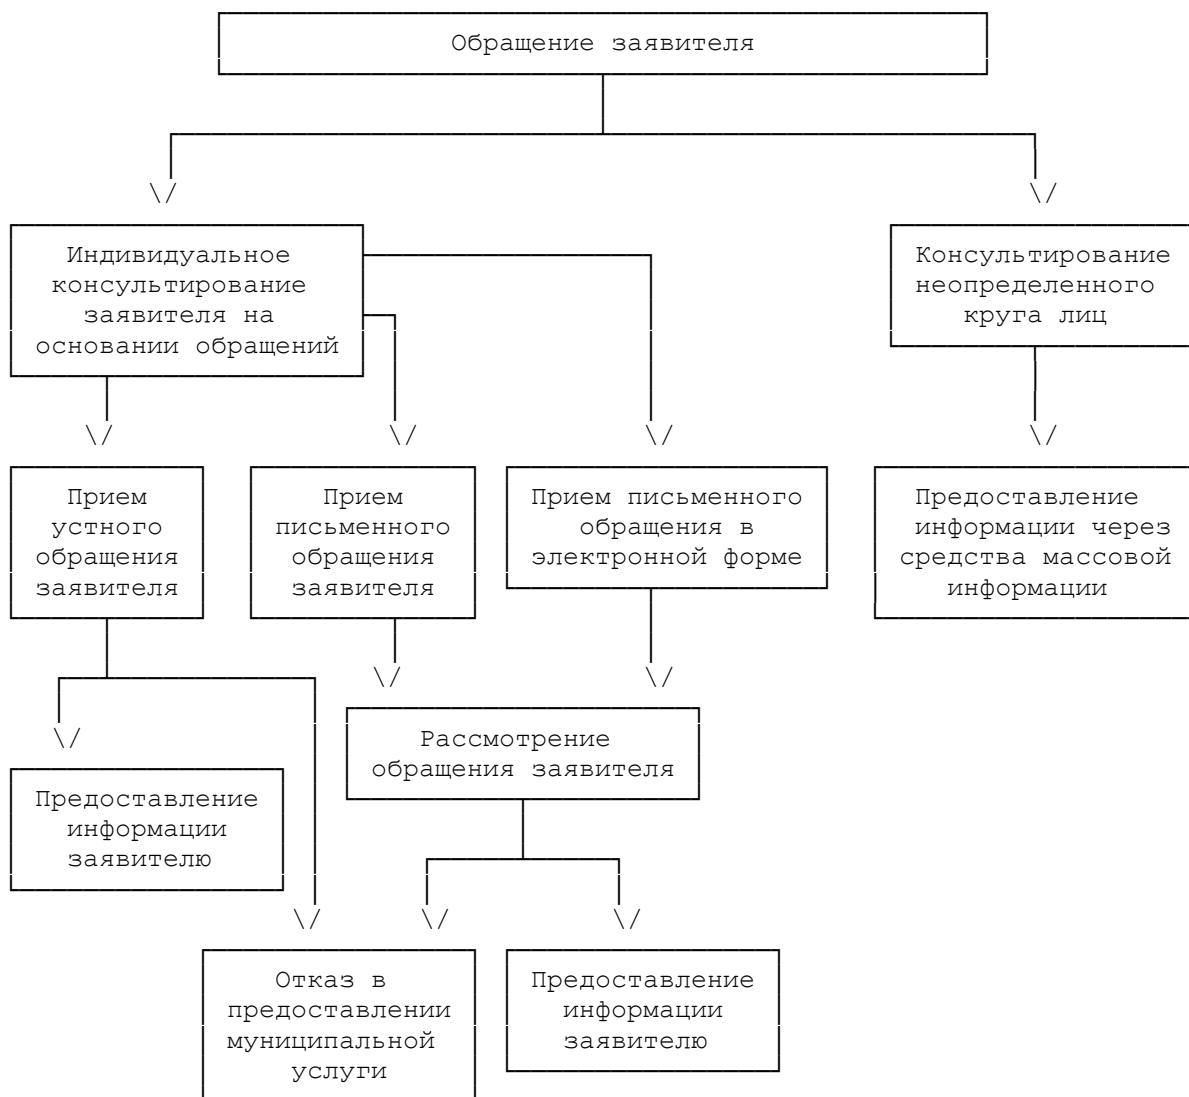 Обращение заявителя
Индивидуальное
консультирование
заявителя на
основании обращений
Консультирование
неопределенного
круга лиц
Прием
устного
обращения
заявителя
Прием
письменного
обращения
заявителя
Прием письменного
обращения в
электронной форме
Предоставление
информации через
средства массовой
информации
Рассмотрение
обращения заявителя
Предоставление
информации
заявителю
Отказ в
предоставлении
муниципальной
услуги
Предоставление
информации
заявителю